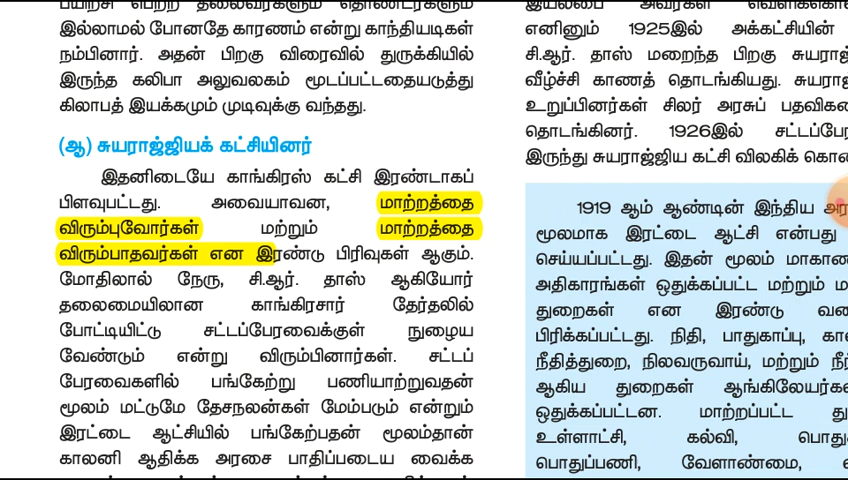 பயிற்சி பெற்ற தலைவர்களும் தொண்டர்களும்
இல்லாமல் போனதே காரணம் என்று காந்தியடிகள்
நம்பினார். அதன் பிறகு விரைவில் துருக்கியில்
இருந்த கலிபா அலுவலகம் மூடப்பட்டதையடுத்து
கிலாபத் இயக்கமும் முடிவுக்கு வந்தது.
(ஆ) சுயராஜ்ஜியக் கட்சியினர்
இதனிடையே காங்கிரஸ் கட்சி இரண்டாகப்
பிளவுபட்டது. அவையாவன, மாற்றத்தை
விரும்புவோர்கள் மற்றும் மாற்றத்தை
விரும்பாதவர்கள் என இரண்டு பிரிவுகள் ஆகும்.
மோதிலால் நேரு, சி.ஆர். தாஸ் ஆகியோர்
தலைமையிலான காங்கிரசார் தேர்தலில்
போட்டியிட்டு சட்டப்பேரவைக்குள் நுழைய
வேண்டும் என்று விரும்பினார்கள். சட்டப்
பேரவைகளில் பங்கேற்று பணியாற்றுவதன்
மூலம் மட்டுமே தேசநலன்கள் மேம்படும் என்றும்
இரட்டை ஆட்சியில் பங்கேற்பதன் மூலம்தான்
காலனி ஆதிக்க அரசை பாதிப்படைய வைக்க
இயல்பை அவர்கள்
எனினும் 1925இல் அக்கட்சியின்
சி.ஆர். தாஸ் மறைந்த பிறகு
வீழ்ச்சி காணத் தொடங்கியது.
உறுப்பினர்கள் சிலர் அரசுப்
தொடங்கினர். 1926இல்
இருந்து சுயராஜ்ஜிய கட்சி விலகிக்
1919 ஆம் ஆண்டின் இந்திய
மூலமாக இரட்டை ஆட்சி என்பது
செய்யப்பட்டது. இதன் மூலம்
அதிகாரங்கள் ஒதுக்கப்பட்ட மற்றும்
துறைகள் என இரண்டு
பிரிக்கப்பட்டது. நிதி, பாதுகாப்பு,
நீதித்துறை, நிலவருவாய், மற்றும்
ஆகிய துறைகள்
ஒதுக்கப்பட்டன. மாற்றப்பட்ட
உள்ளாட்சி, கல்வி,
பொதுப்பணி, வேளாண்மை,